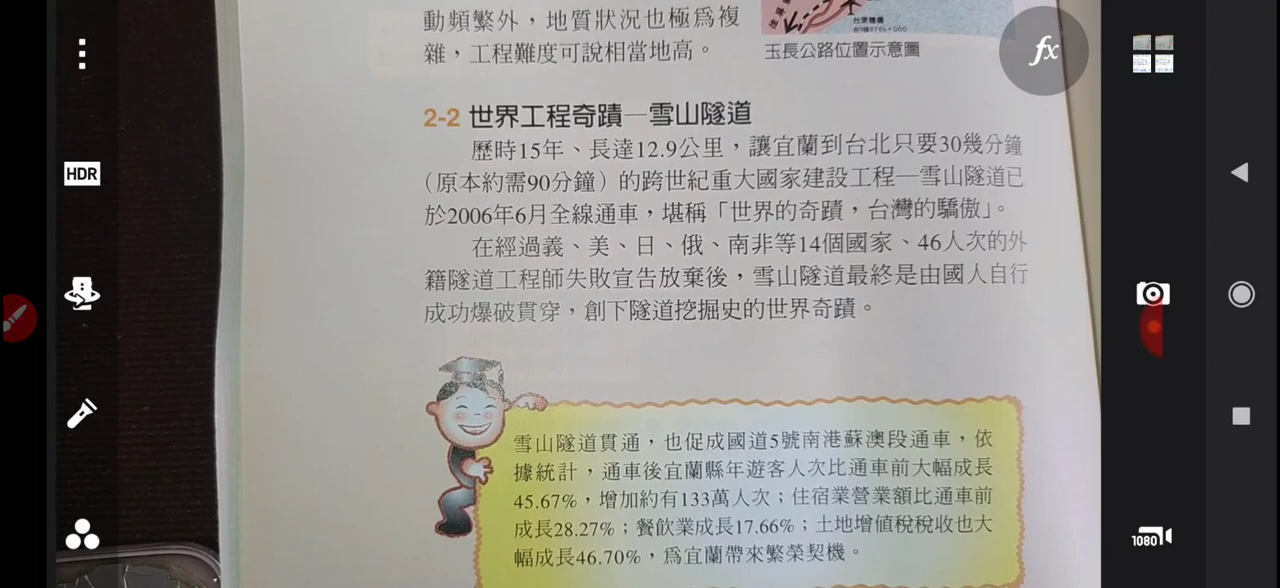 動頻繁外，地質狀況也極為複
雜，工程難度可說相當地高。
台東機廠
玉長公路位置示意圖
fx
HDR
2-2 世界工程奇蹟—雪山隧道
歷時15年、長達12.9公里，讓宜蘭到台北只要30幾分鐘
（原本約需90分鐘）的跨世紀重大國家建設工程—雪山隧道已
於2006年6月全線通車，堪稱「世界的奇蹟，台灣的驕傲」。
在經過義、美、日、俄、南非等14個國家、46人次的外
籍隧道工程師失敗宣告放棄後，雪山隧道最終是由國人自行
成功爆破貫穿，創下隧道挖掘史的世界奇蹟。
雪山隧道貫通，也促成國道5號南港蘇澳段通車，依
據統計，通車後宜蘭縣年遊客人次比通車前大幅成長
45.67%，增加約有133萬人次；住宿業營業額比通車前
成長28.27%；餐飲業成長17.66%；土地增值稅稅收也大
幅成長46.70%，為宜蘭帶來繁榮契機。
1080